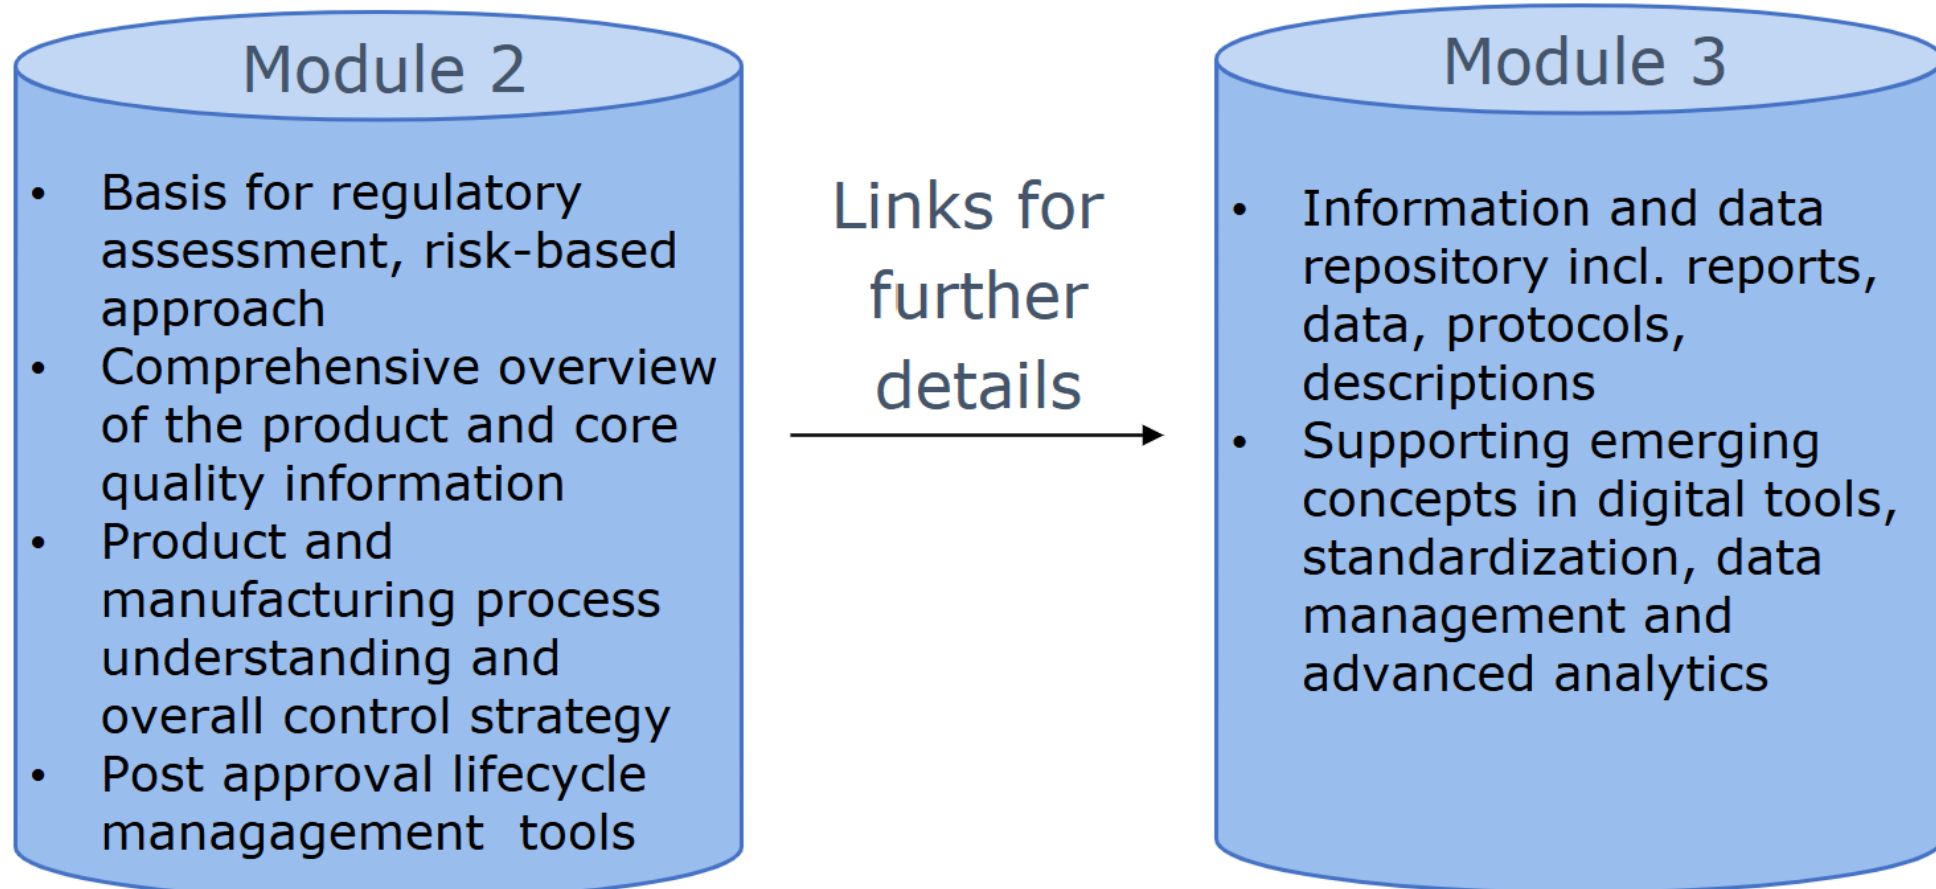 Module 2
• Basis for regulatory
assessment, risk-based
approach
• Comprehensive overview
of the product and core
quality information
• Product and
manufacturing process
understanding and
overall control strategy
• Post approval lifecycle
managagement  tools
Links for
further
details
Module 3
• Information and data
repository incl. reports,
data, protocols,
descriptions
• Supporting emerging
concepts in digital tools,
standardization, data
management and
advanced analytics